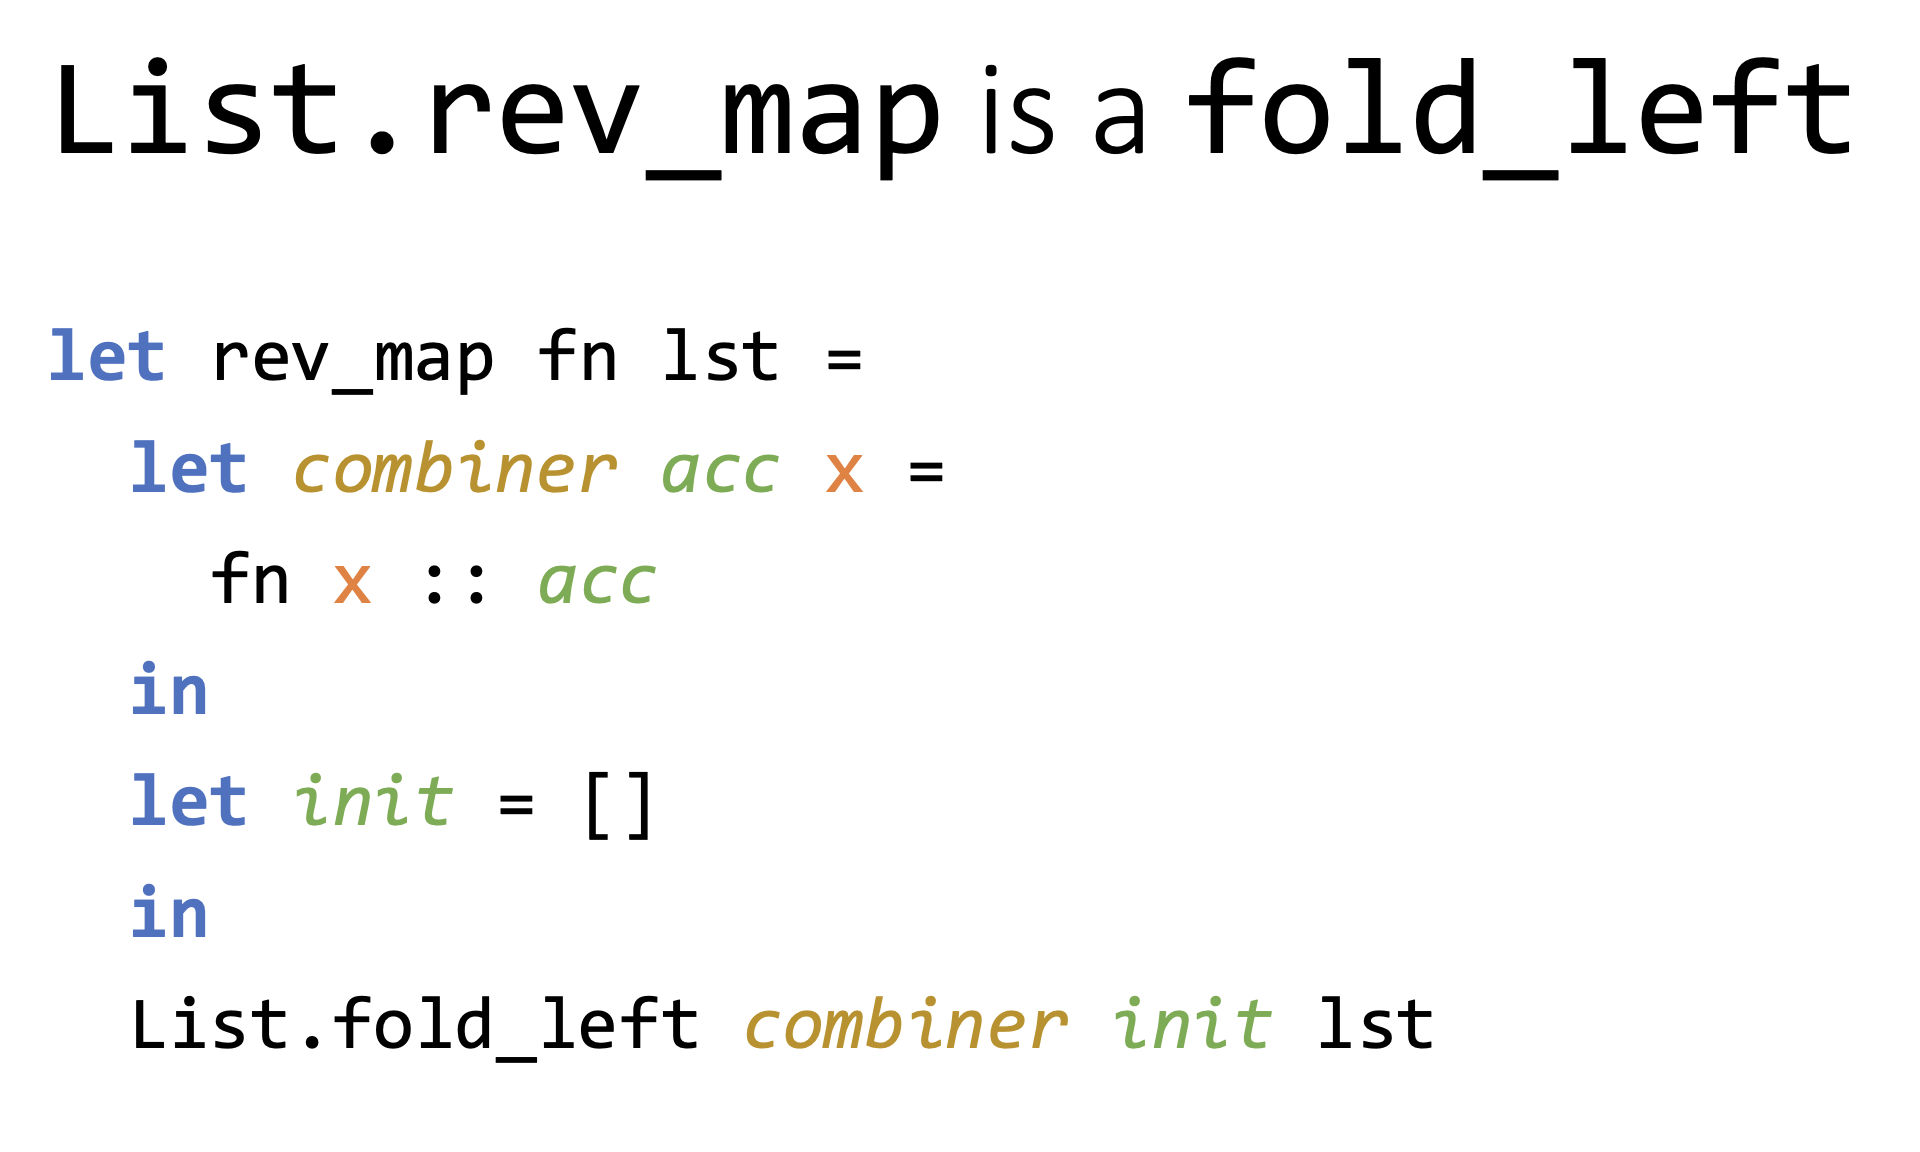 List.rev_map is a fold_left
let rev_map fn lst =
  let combiner acc x =
    fn x :: acc
  in
  let init = []
  in
  List.fold_left combiner init lst